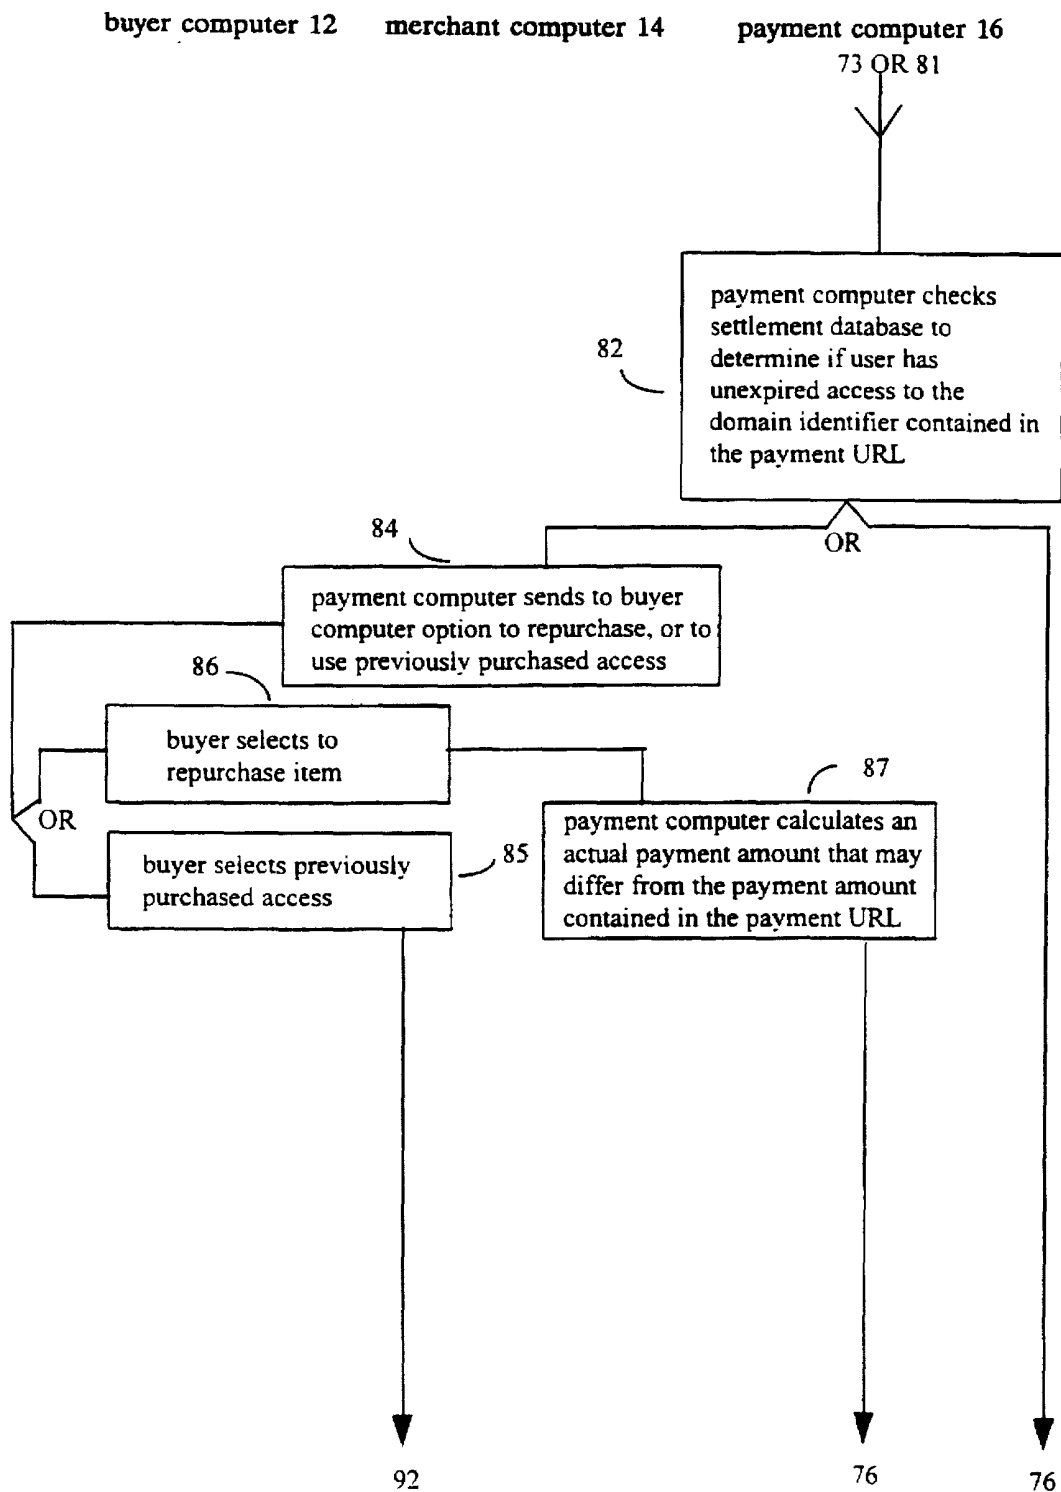 buyer computer 12 merchant computer 14 payment computer 16
73 OR 81
payment computer checks
settlement database to
determine if user has
unexpired access to the
domain identifier contained in
the payment URL
82
OR
84
payment computer sends to buyer
computer option to repurchase, or to
use previously purchased access
86
buyer selects to
repurchase item
OR
87
payment computer calculates an
actual payment amount that may
differ from the payment amount
contained in the payment URL
85
buyer selects previously
purchased access
92
76
76